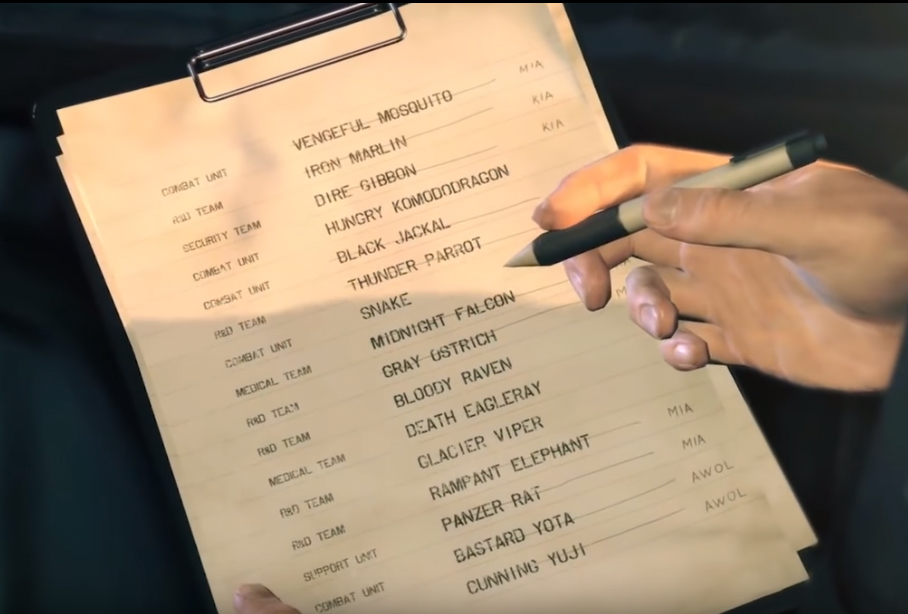 COMBAT UNIT VENGEFUL MOSQUITO MIA
R&D TEAM IRON MARLIN KIA
SECURITY TEAM DIRE GIBBON KIA
COMBAT UNIT HUNGRY KOMODODRAGON
COMBAT UNIT BLACK JACKAL
R&D TEAM THUNDER PARROT
COMBAT UNIT SNAKE
MEDICAL TEAM MIDNIGHT FALCON
R&D TEAM GRAY OSTRICH
R&D TEAM BLOODY RAVEN
MEDICAL TEAM DEATH EAGLERAY
R&D TEAM GLACIER VIPER
R&D TEAM RAMPANT ELEPHANT MIA
SUPPORT UNIT PANZER RAT MIA
COMBAT UNIT BASTARD YOTA AWOL
CUNNING YUJI AWOL